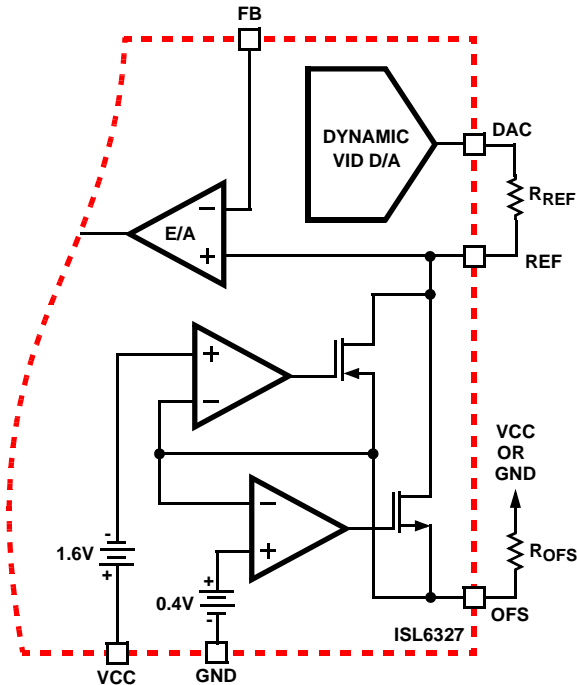 FB
DYNAMIC
VID D/A
DAC
RREF
REF
E/A
-
+
+
-
-
+
VCC
OR
GND
ROFS
OFS
-
1.6V
+
+
0.4V
-
ISL6327
VCC
GND